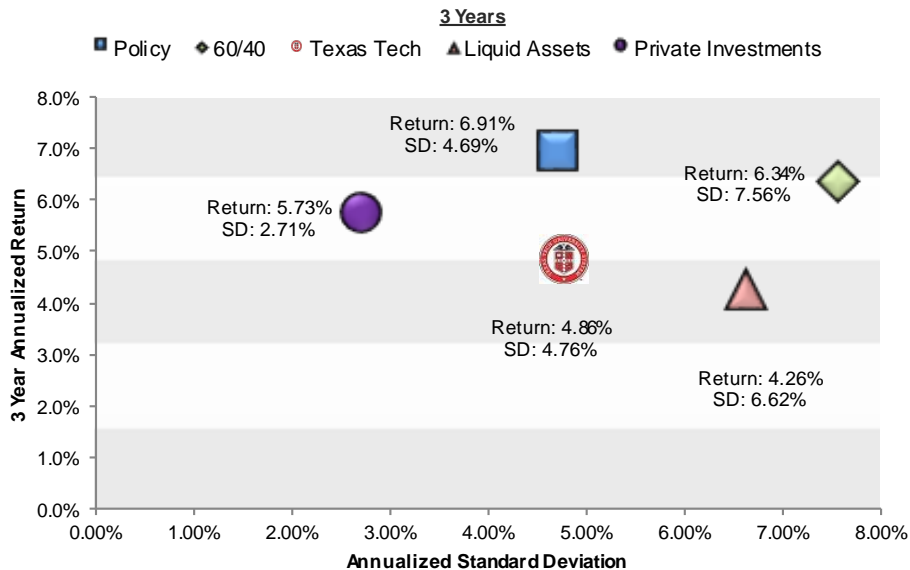 3 Years
Policy 60/40 Texas Tech Liquid Assets Private Investments
8.0%
7.0%
6.0%
5.0%
4.0%
3.0%
2.0%
1.0%
0.0%
3 Year Annualized Return
Return: 6.91%
SD: 4.69%
Return: 6.34%
SD: 7.56%
Return: 5.73%
SD: 2.71%
Return: 4.86%
SD: 4.76%
Return: 4.26%
SD: 6.62%
0.00% 1.00% 2.00% 3.00% 4.00% 5.00% 6.00% 7.00% 8.00%
Annualized Standard Deviation